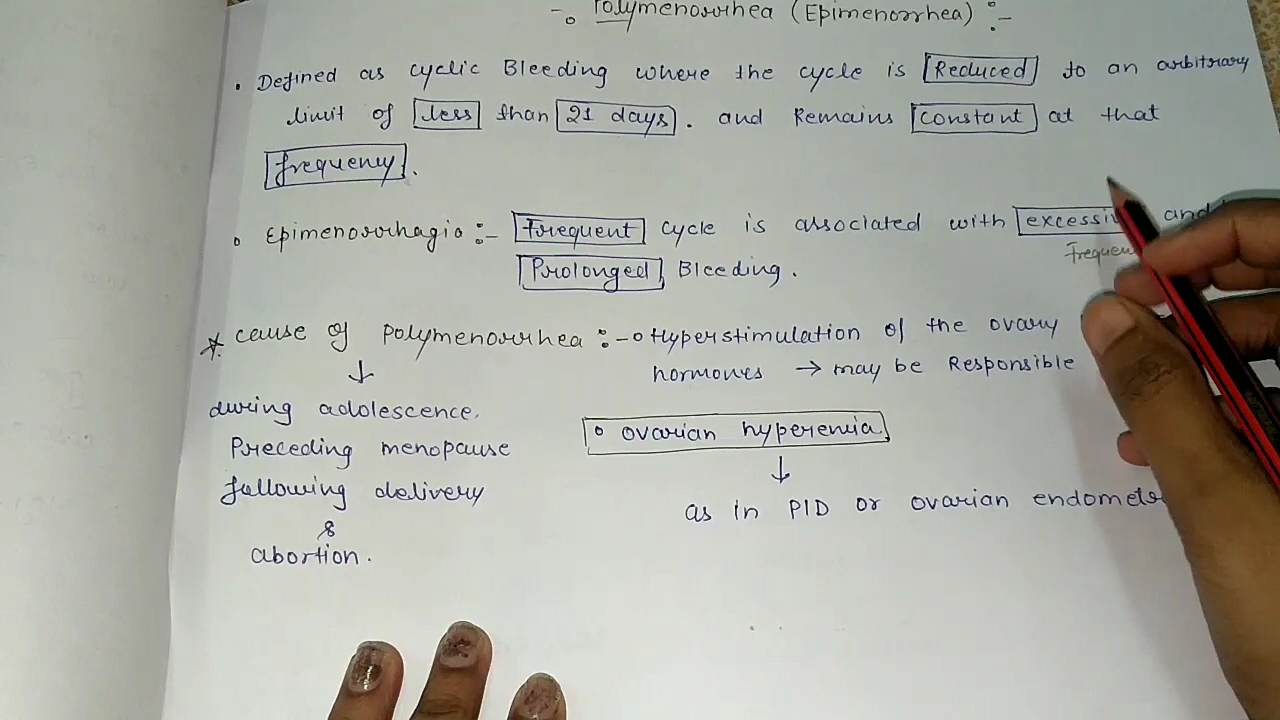 Polymenorrhea (Epimenorrhea) :-
• Defined as cyclic Bleeding where the cycle is Reduced to an arbitrary
limit of less than 21 days. and Remains constant at that
frequency.
Epimenorrhagia :- Frequent cycle is associated with and
Prolonged Bleeding.
* cause of Polymenorrhea :- Hyperstimulation of the ovary
hormones → may be Responsible
↓
during adolescence.
Preceding menopause
following delivery
&
abortion.
ovarian hyperemia
↓
as in PID or ovarian